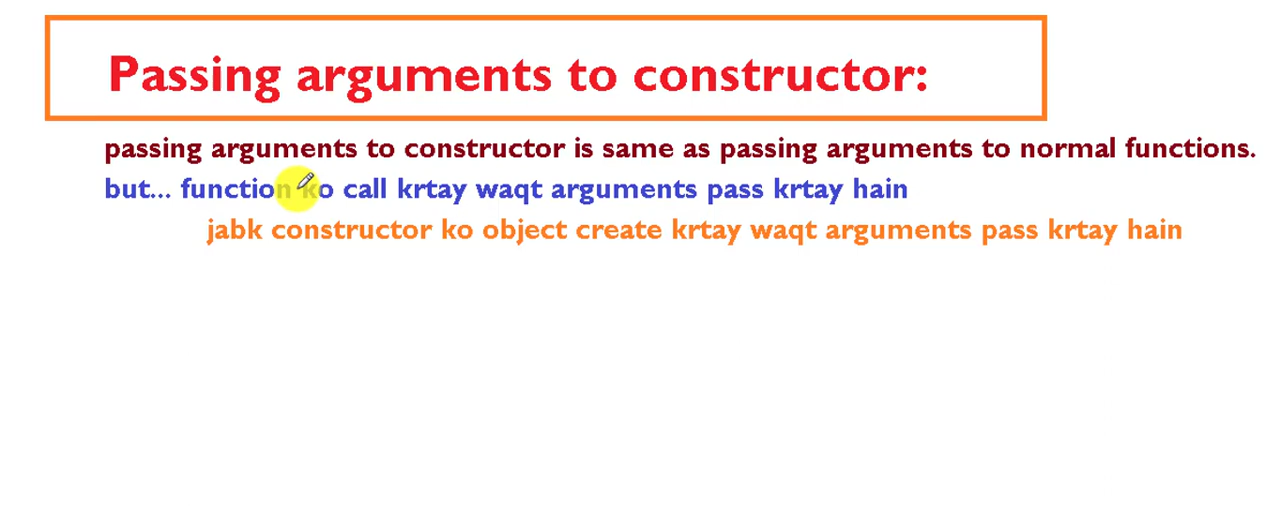 Passing arguments to constructor:
passing arguments to constructor is same as passing arguments to normal functions.
but... function ko call krtay waqt arguments pass krtay hain
jabk constructor ko object create krtay waqt arguments pass krtay hain